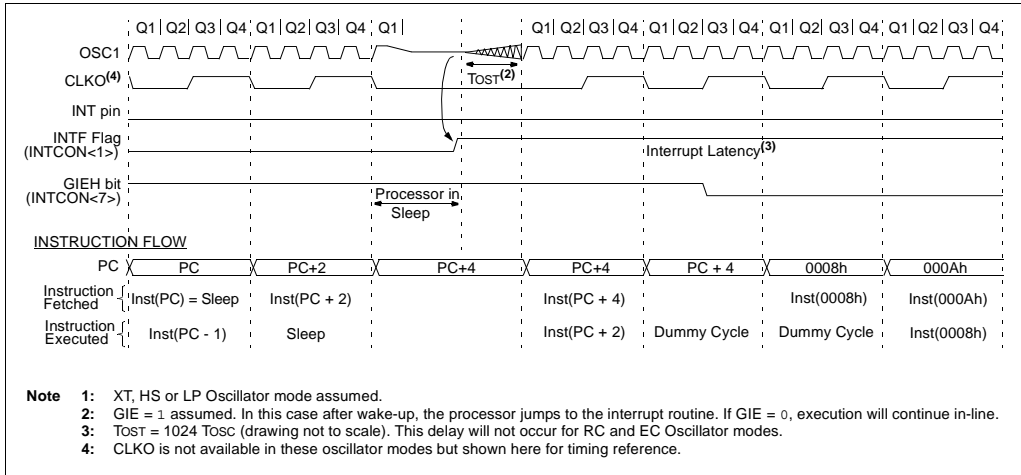 Q1 Q2 Q3 Q4 Q1 Q2 Q3 Q4 Q1 Q1 Q2 Q3 Q4 Q1 Q2 Q3 Q4 Q1 Q2 Q3 Q4 Q1 Q2 Q3 Q4
OSC1
TOST(2)
CLKO(4)
INT pin
INTF Flag
(INTCON<1>)
Interrupt Latency(3)
GIEH bit
(INTCON<7>)
Processor in
Sleep
INSTRUCTION FLOW
PC PC PC+2 PC+4 PC+4 PC + 4 0008h 000Ah
Instruction
Fetched
Inst(PC) = Sleep Inst(PC + 2) Inst(PC + 4) Inst(0008h) Inst(000Ah)
Instruction
Executed
Inst(PC - 1) Sleep Inst(PC + 2) Dummy Cycle Dummy Cycle Inst(0008h)
Note 1: XT, HS or LP Oscillator mode assumed.
2: GIE = 1 assumed. In this case after wake-up, the processor jumps to the interrupt routine. If GIE = 0, execution will continue in-line.
3: TOST = 1024 TOSC (drawing not to scale). This delay will not occur for RC and EC Oscillator modes.
4: CLKO is not available in these oscillator modes but shown here for timing reference.